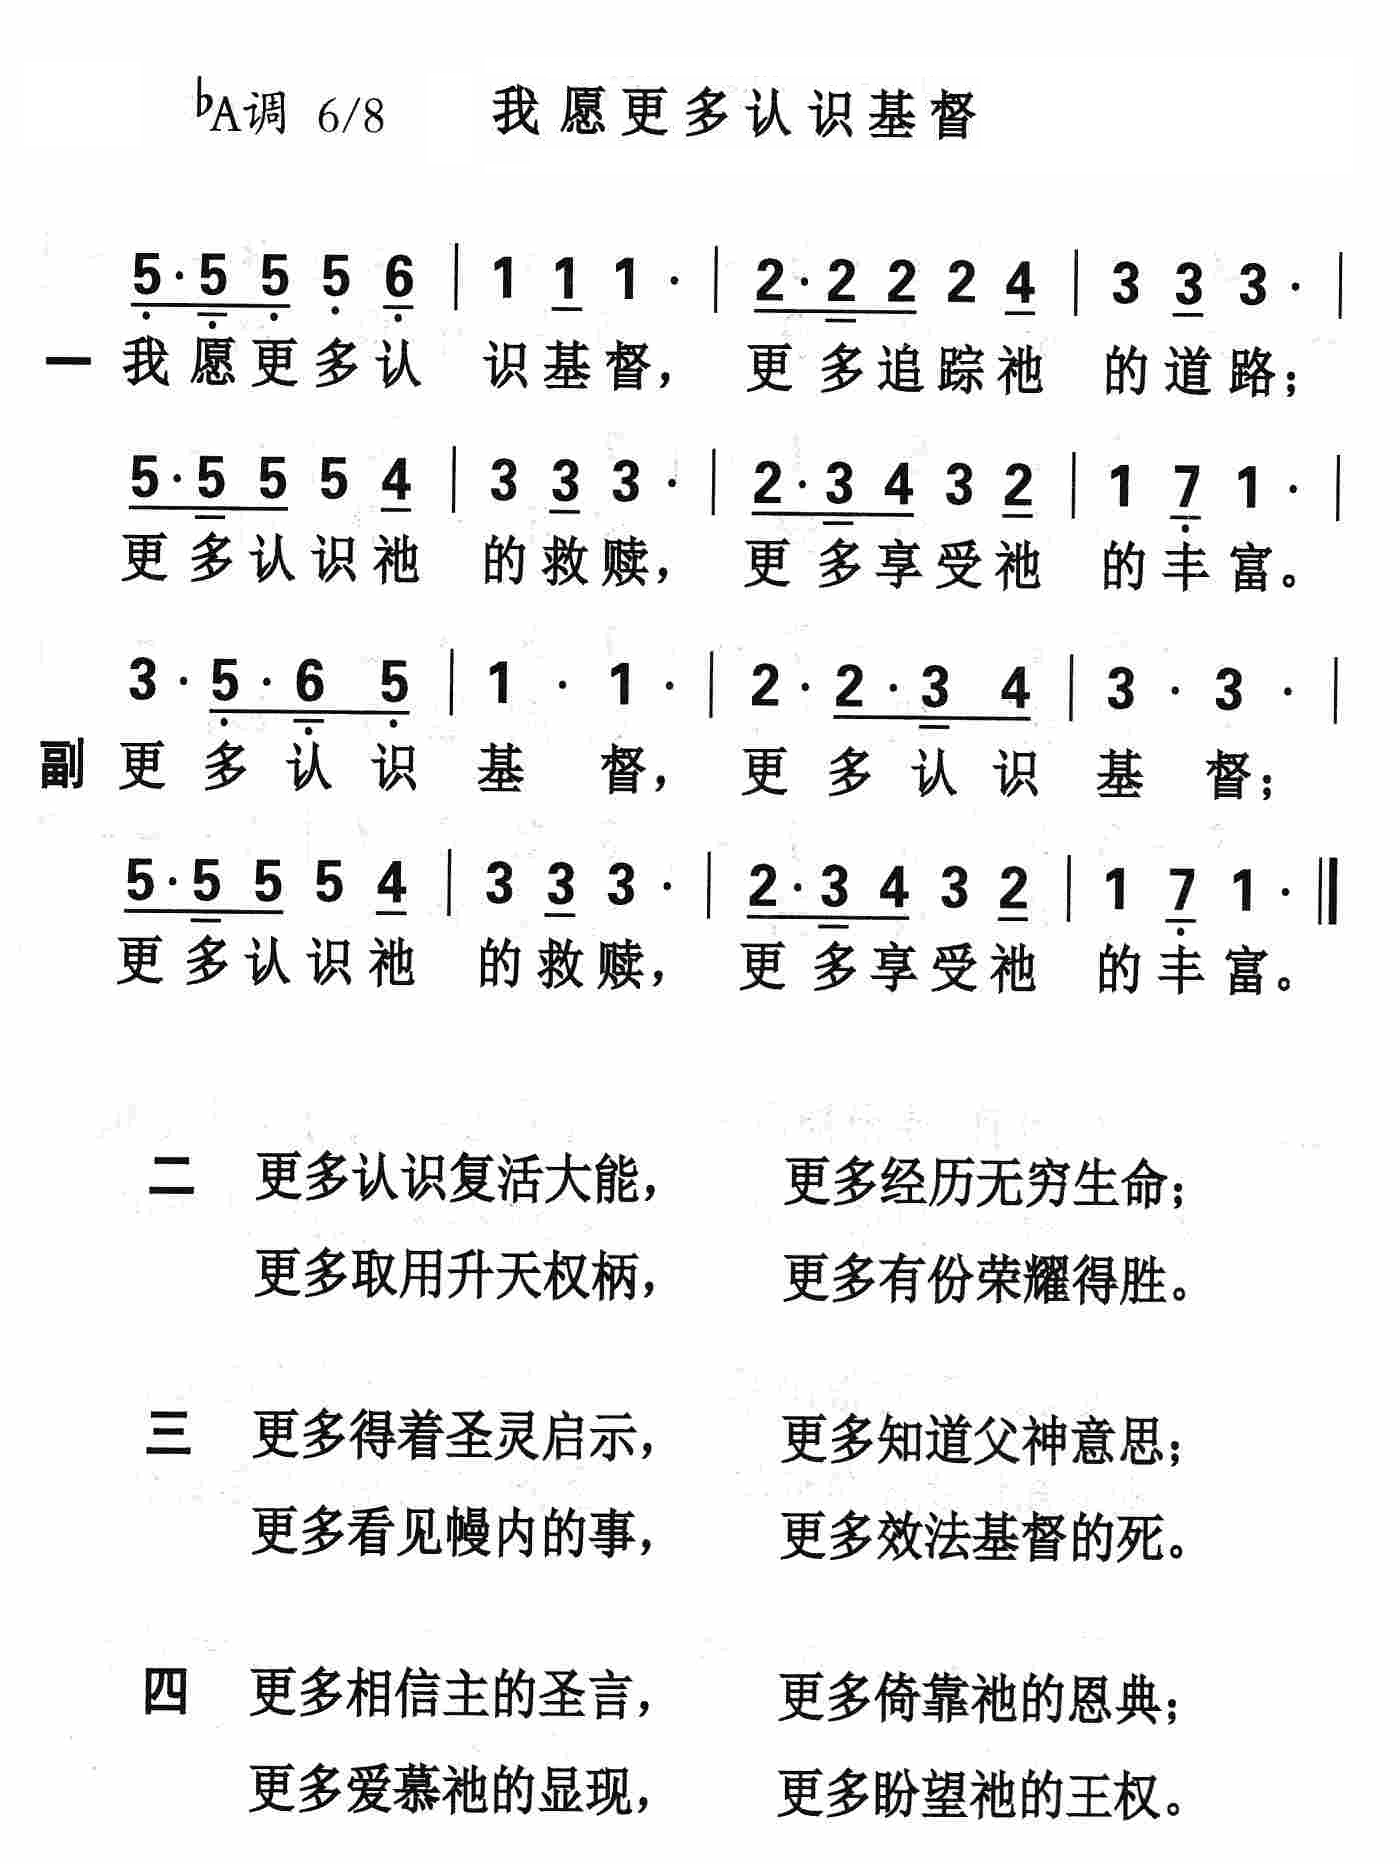 ♭A调 6/8 我愿更多认识基督
5·5 5 5 6 | 1 1 1 · | 2·2 2 2 4 | 3 3 3 · |
一 我愿更多认 识基督， 更多追踪祂 的道路；
5·5 5 5 4 | 3 3 3 · | 2·3 4 3 2 | 1 7 1 · |
更多认识祂 的救赎， 更多享受祂 的丰富。
3 · 5 · 6 5 | 1 · 1 · | 2 · 2 · 3 4 | 3 · 3 · |
副 更多认识 基督， 更多认识 基督；
5·5 5 5 4 | 3 3 3 · | 2·3 4 3 2 | 1 7 1 · ‖
更多认识祂 的救赎， 更多享受祂 的丰富。
二 更多认识复活大能， 更多经历无穷生命；
更多取用升天权柄， 更多有份荣耀得胜。
三 更多得着圣灵启示， 更多知道父神意思；
更多看见幔内的事， 更多效法基督的死。
四 更多相信主的圣言， 更多倚靠祂的恩典；
更多爱慕祂的显现， 更多盼望祂的王权。